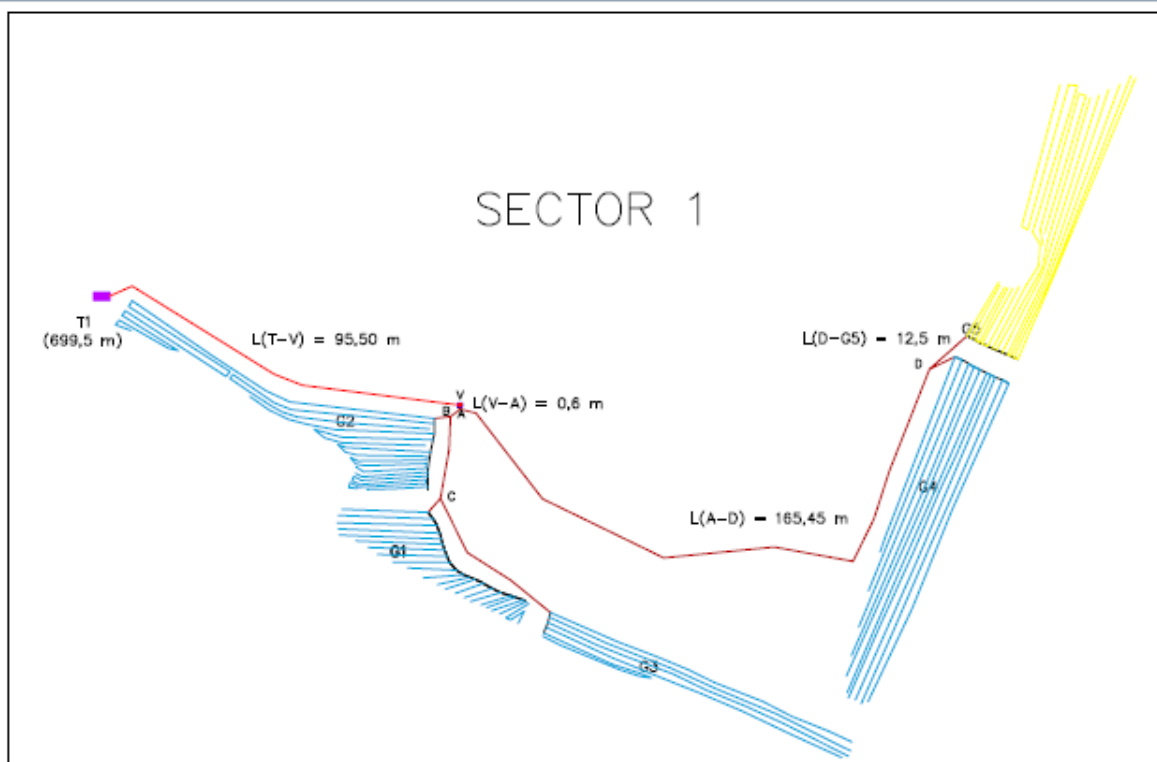 SECTOR 1
T1
(699,5 m)
L(T-V) = 95,50 m
V
L(V-A) = 0,6 m
B
A
G2
C
G1
G3
L(A-D) = 165,45 m
G4
D
L(D-G5) = 12,5 m
G5